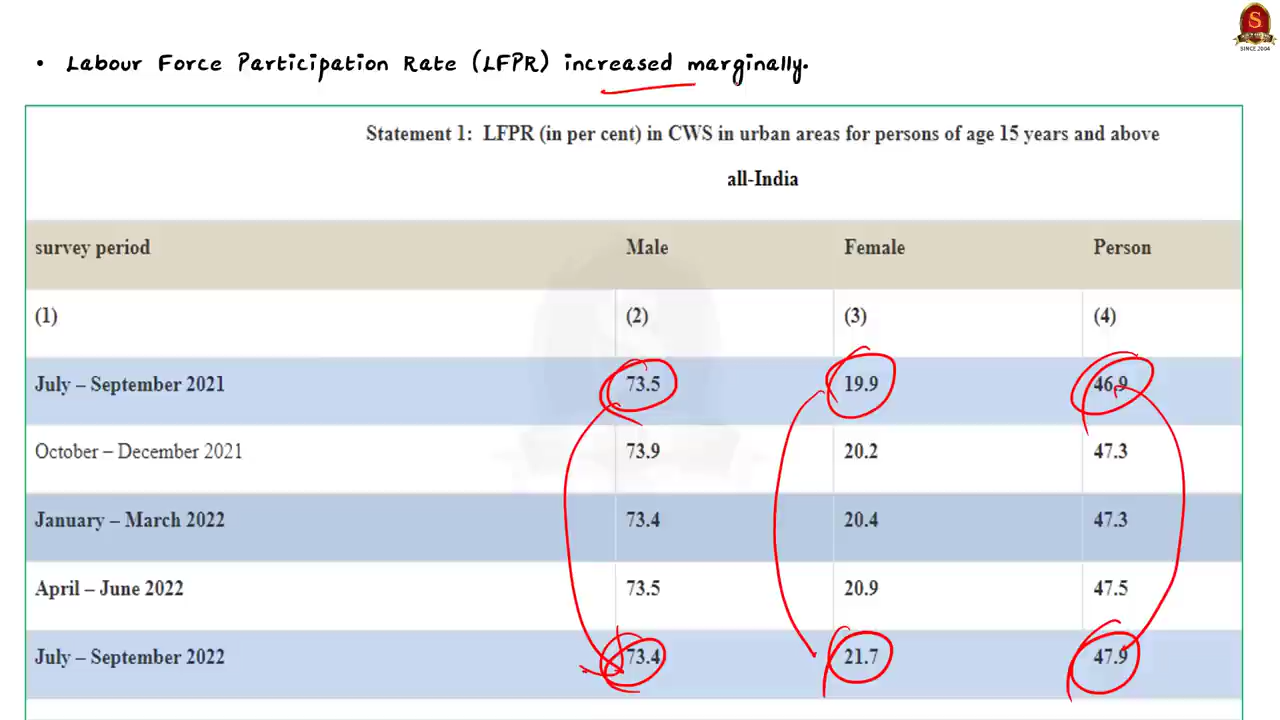 S
SINCE 2004
• Labour Force Participation Rate (LFPR) increased marginally.
Statement 1: LFPR (in per cent) in CWS in urban areas for persons of age 15 years and above
all-India
survey period Male Female Person
(1) (2) (3) (4)
July – September 2021 73.5 19.9 46.9
October – December 2021 73.9 20.2 47.3
January – March 2022 73.4 20.4 47.3
April – June 2022 73.5 20.9 47.5
July – September 2022 73.4 21.7 47.9